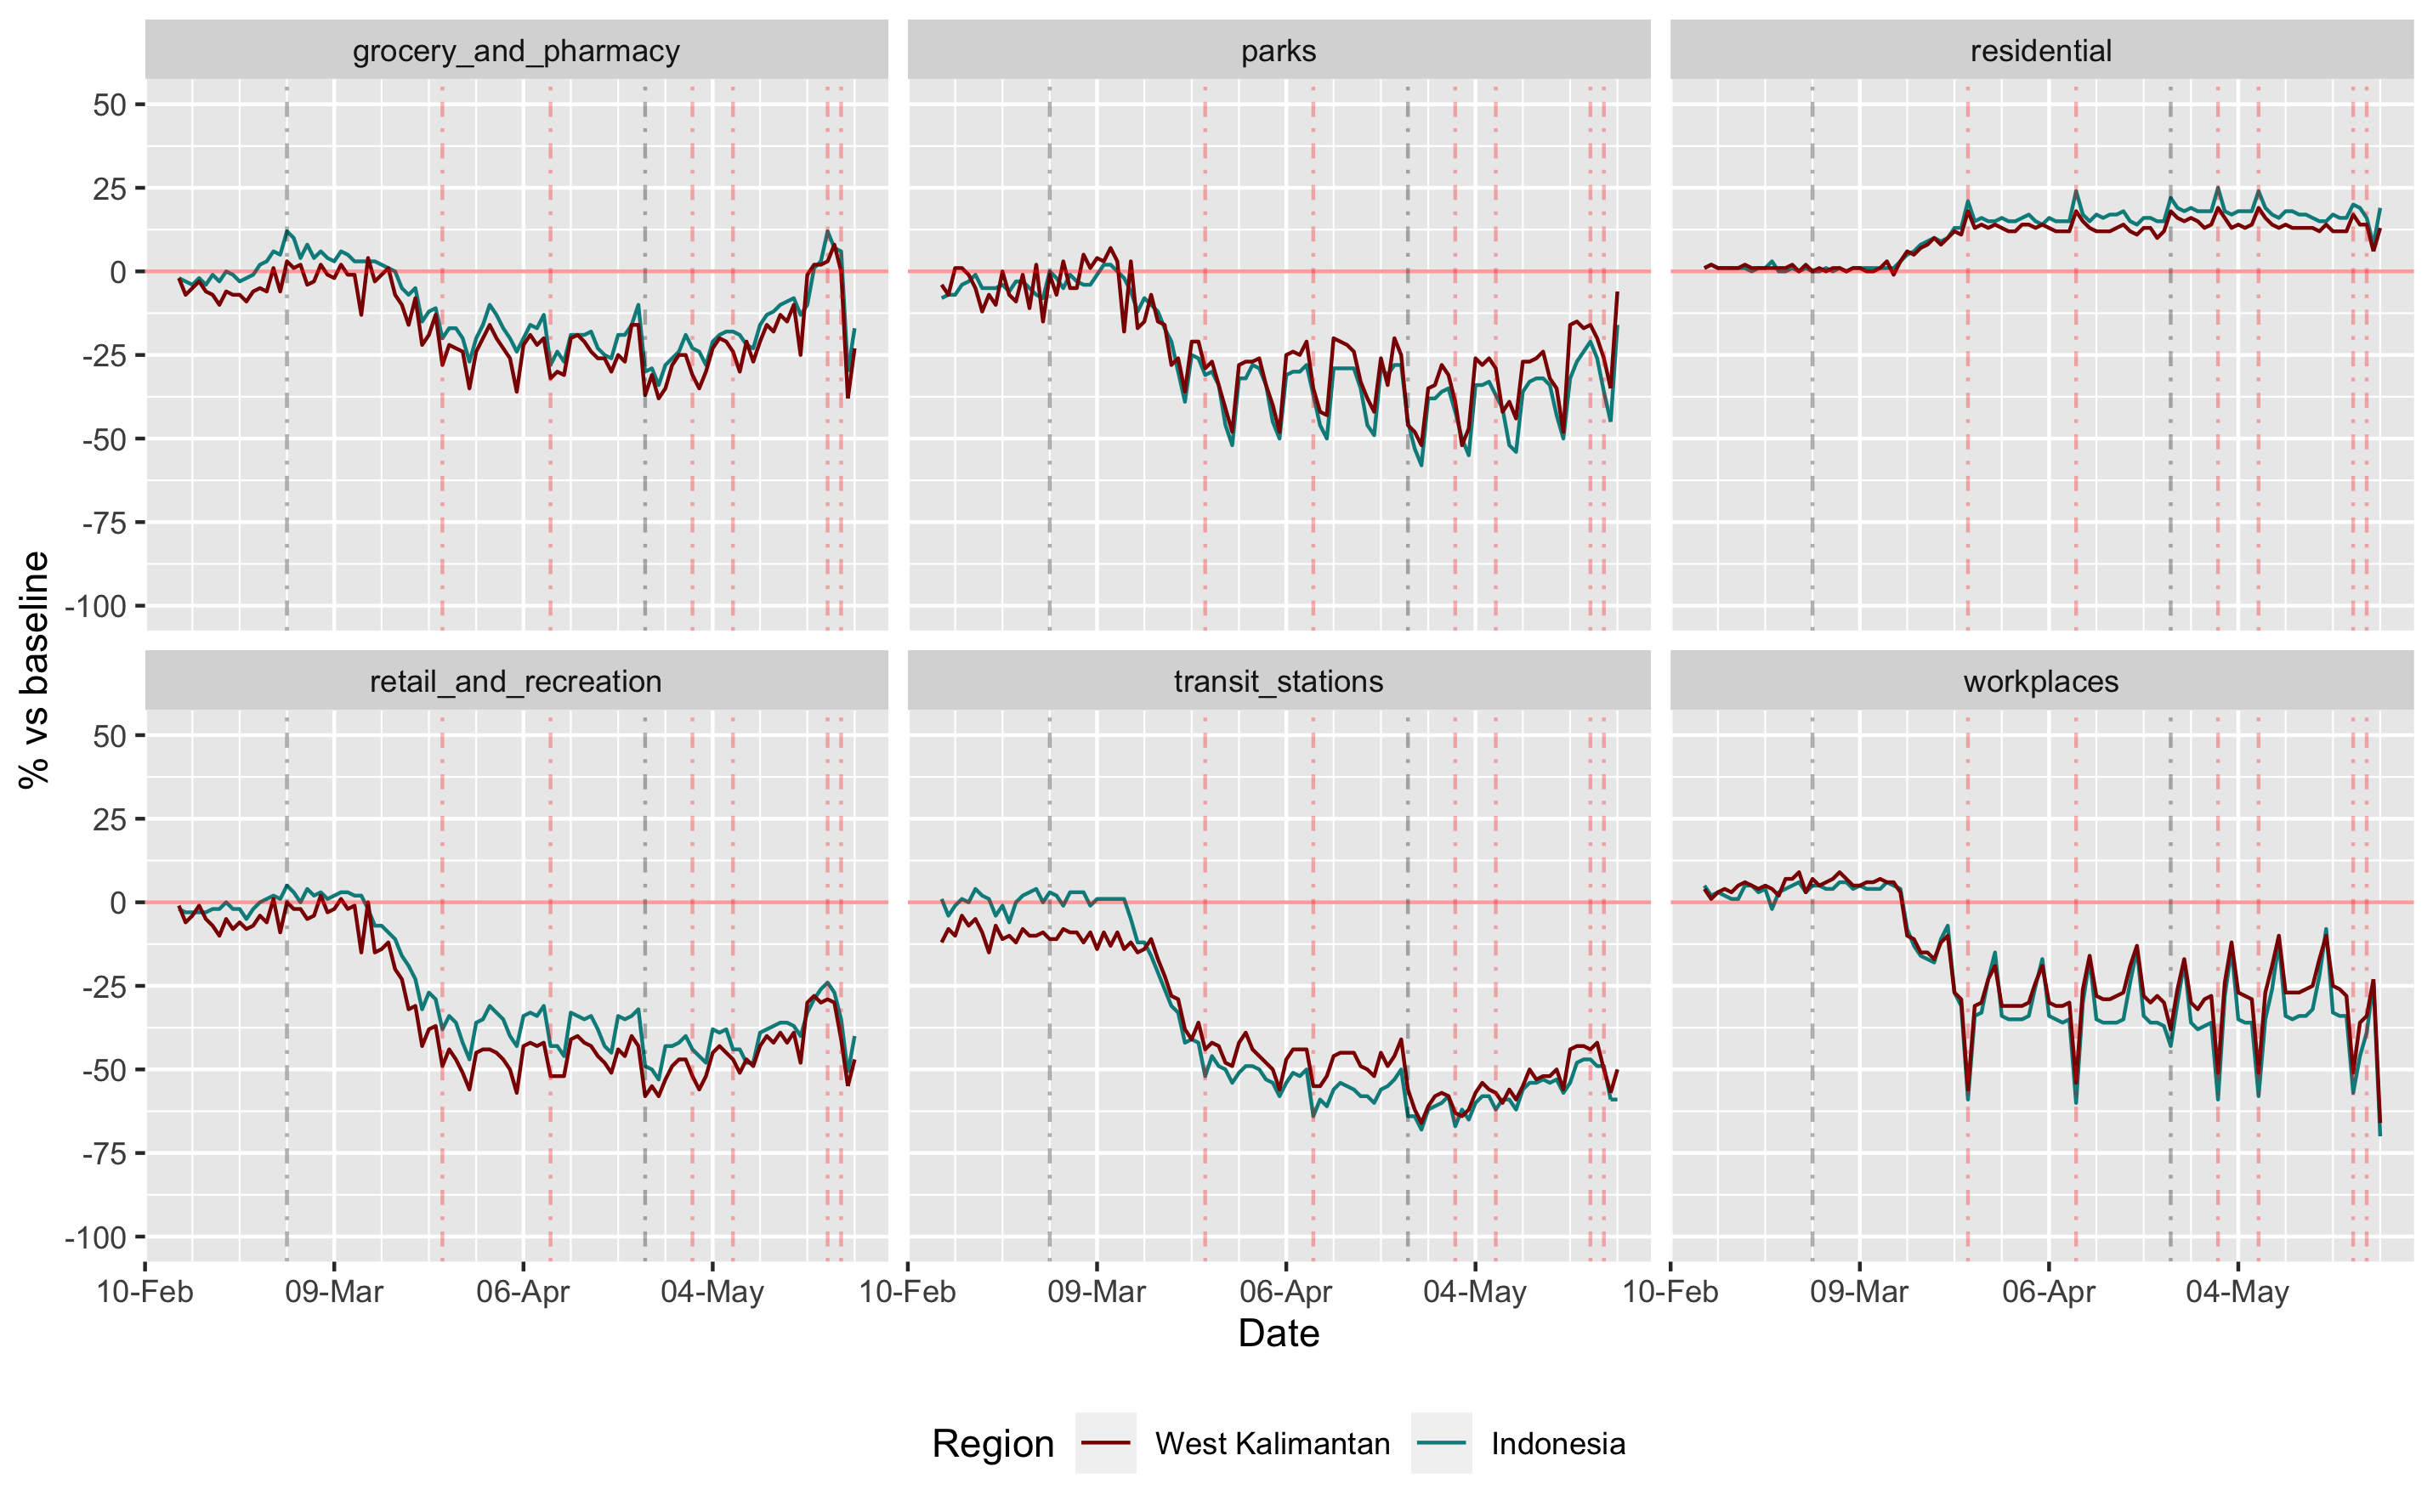 grocery_and_pharmacy
parks
residential
50
25
0
-25
-50
-75
-100
% vs baseline
retail_and_recreation
transit_stations
workplaces
50
25
0
-25
-50
-75
-100
10-Feb 09-Mar 06-Apr 04-May 10-Feb 09-Mar 06-Apr 04-May 10-Feb 09-Mar 06-Apr 04-May
Date
Region West Kalimantan Indonesia